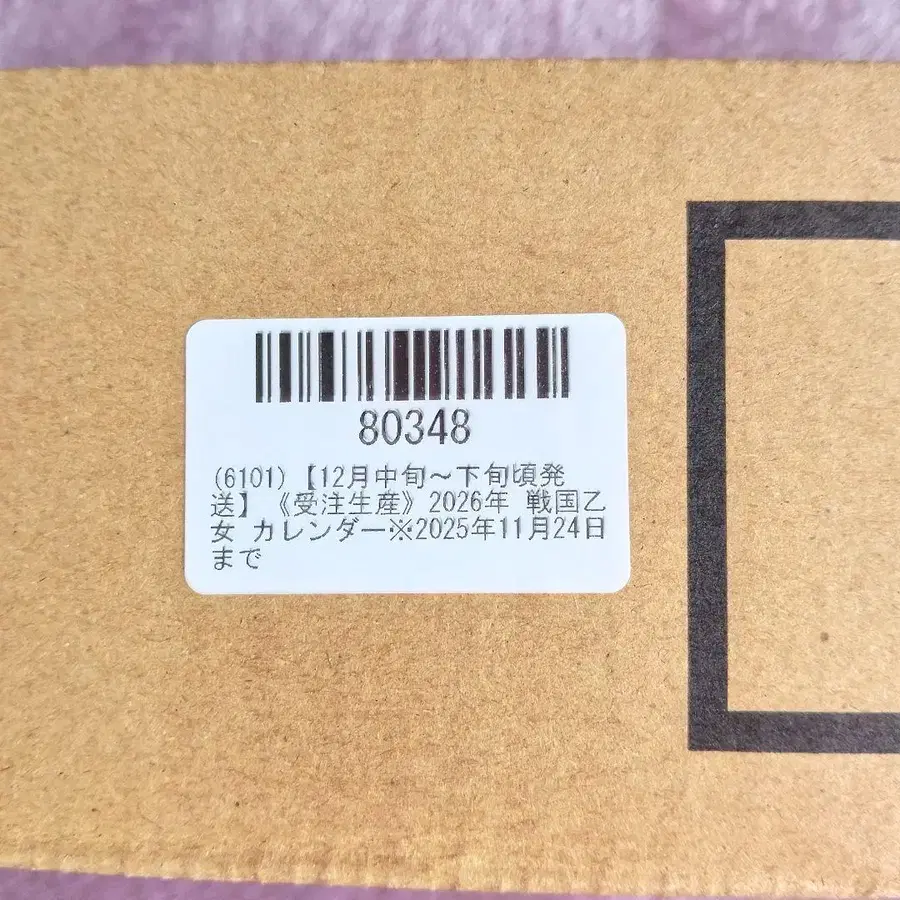 80348
(6101)【12月中旬～下旬頃発
送】《受注生産》2026年 戦国乙
女 カレンダー※2025年11月24日
まで